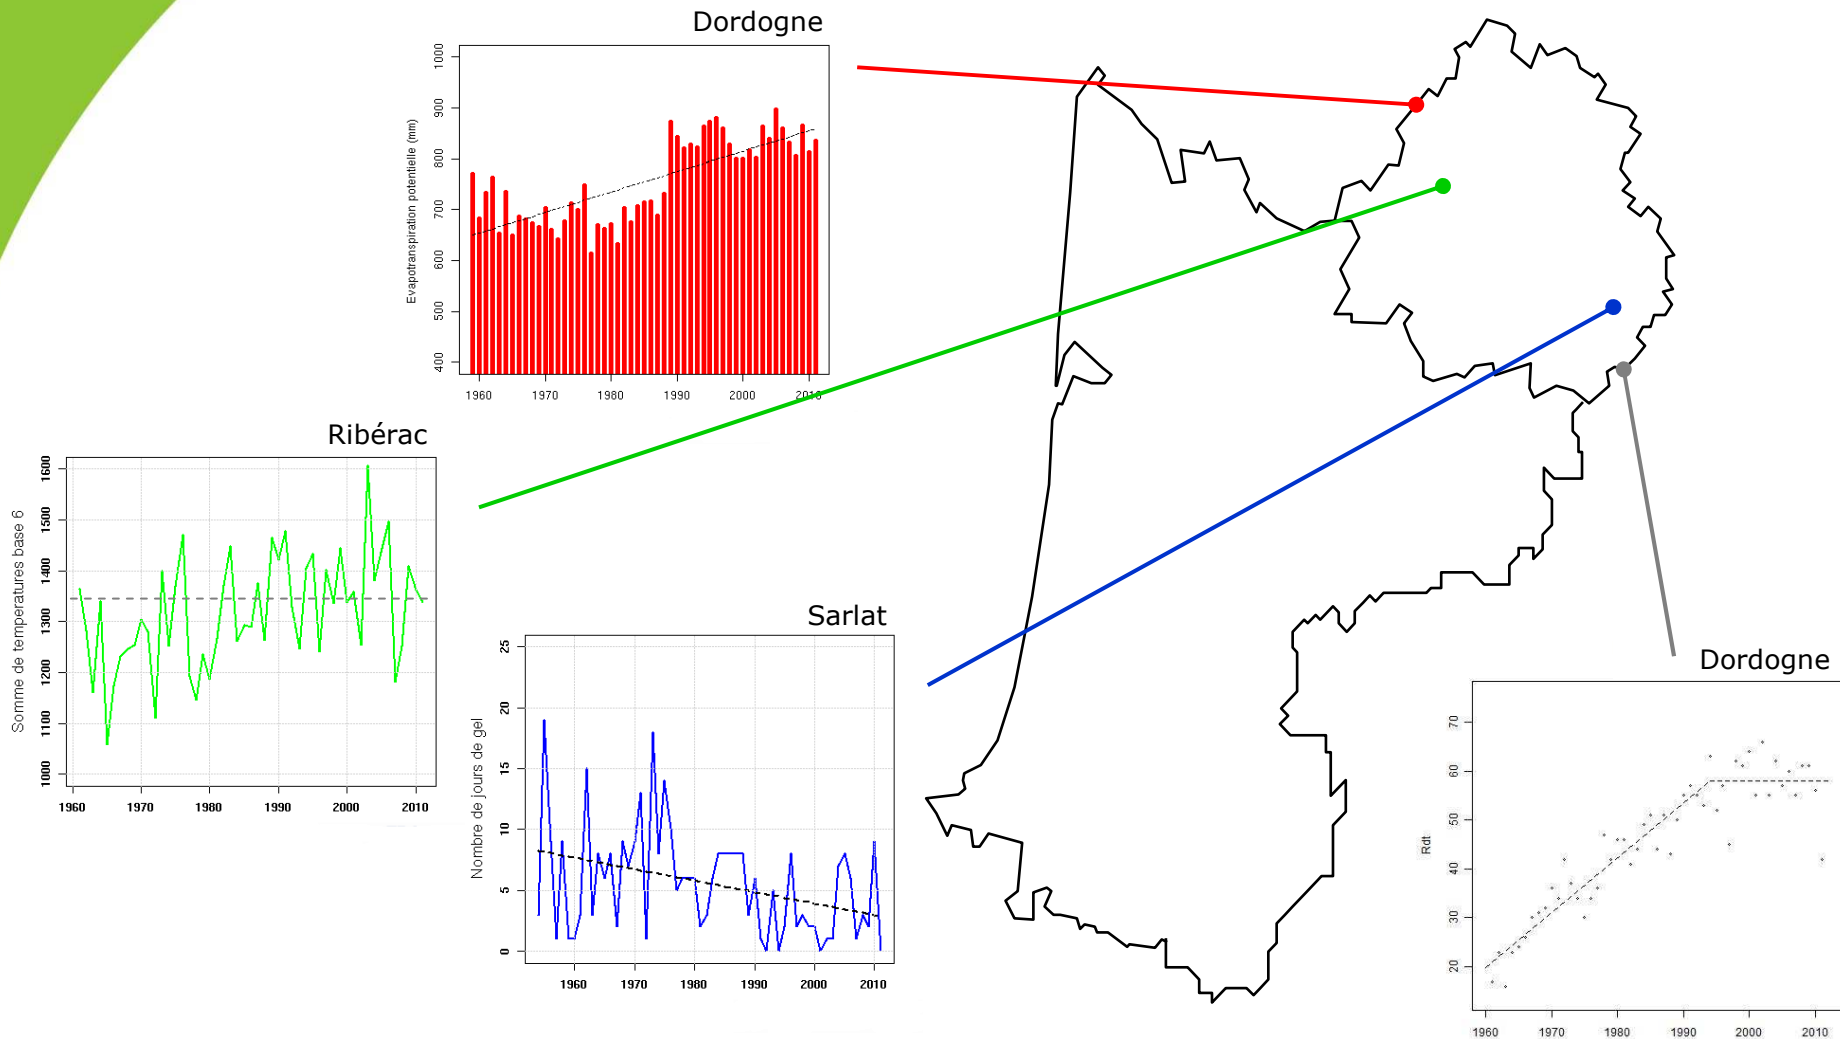 Dordogne
Evapotranspiration potentielle (mm)
1000
900
800
700
600
500
400
1960 1970 1980 1990 2000 2010
Ribérac
Somme de temperatures base 6
1600
1500
1400
1300
1200
1100
1000
1960 1970 1980 1990 2000 2010
Sarlat
Nombre de jours de gel
25
20
15
10
5
0
1960 1970 1980 1990 2000 2010
Dordogne
Rdt
70
60
50
40
30
20
1960 1970 1980 1990 2000 2010